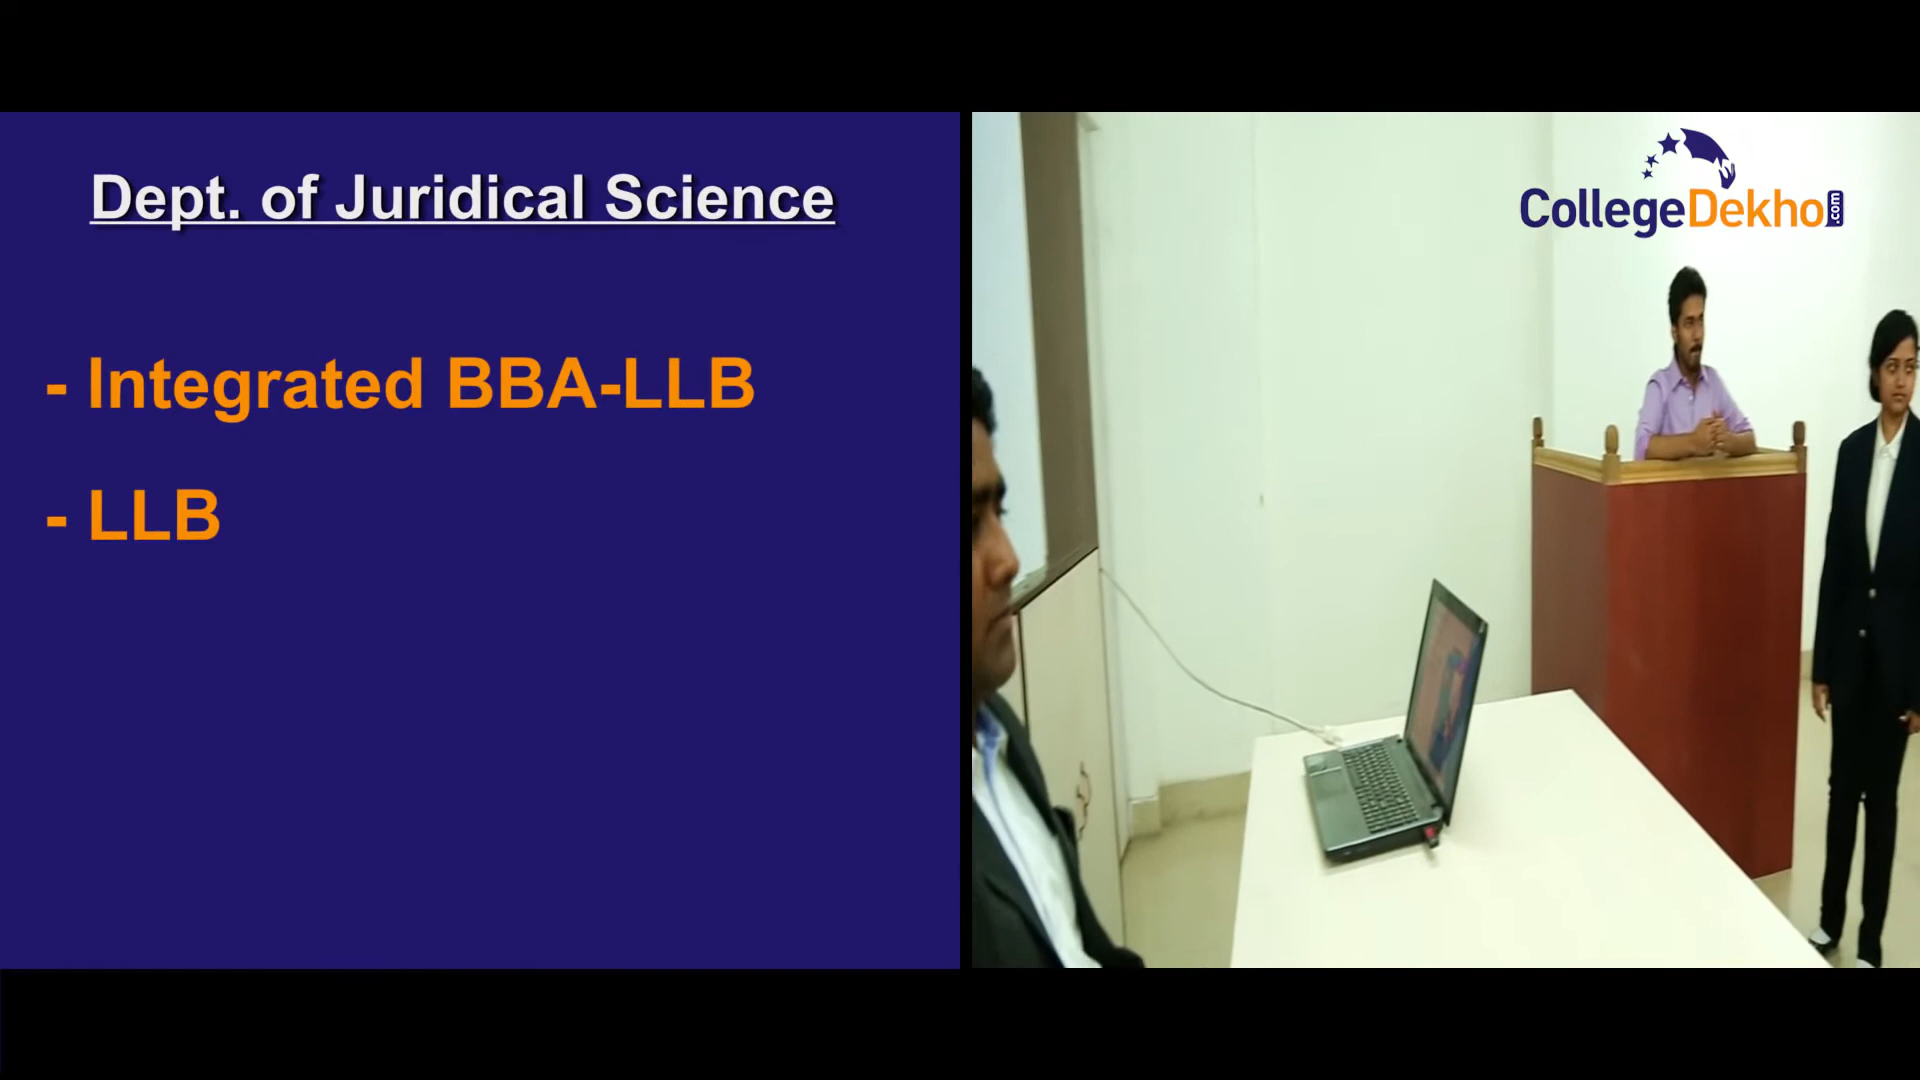 Dept. of Juridical Science
- Integrated BBA-LLB
- LLB
CollegeDekho.com